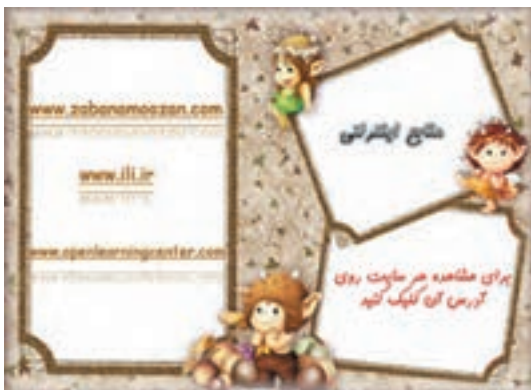 منابع اینترنتی
www.zabanamoozan.com
www.ili.ir
www.openlearningcenter.com
برای مشاهده هر سایت روی
آدرس آن کلیک کنید